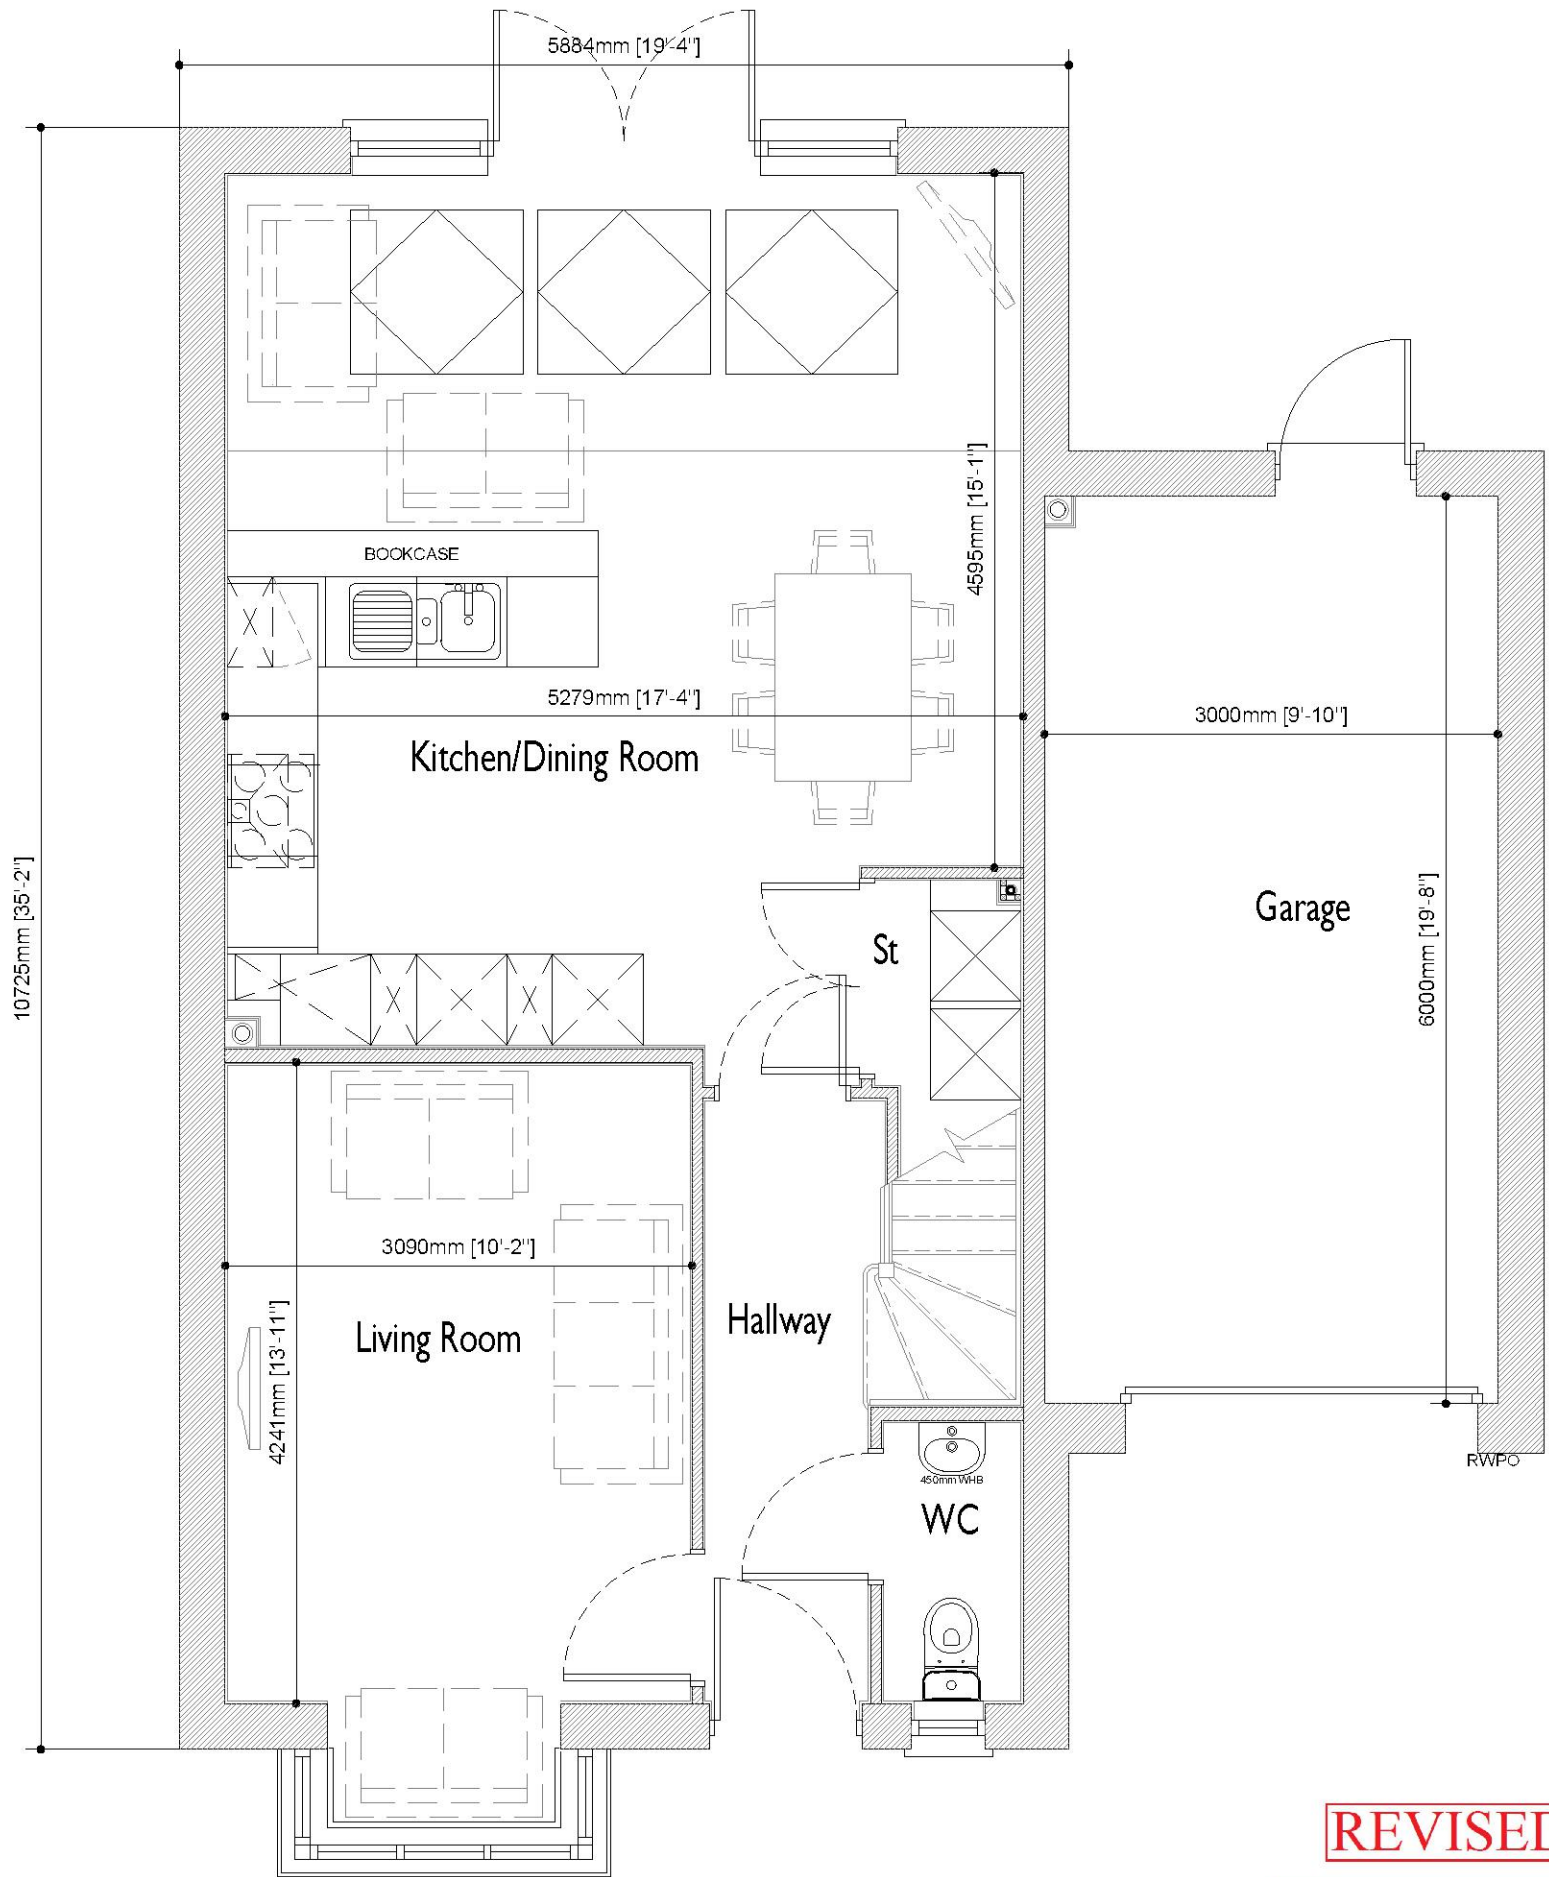 5884mm [19'-4"]
BOOKCASE
4595mm [15'-1"]
5279mm [17'-4"]
3000mm [9'-10"]
Kitchen/Dining Room
10725mm [35'-2"]
Garage
6000mm [19'-8"]
St
3090mm [10'-2"]
Hallway
Living Room
4241mm [13'-11"]
RWPO
450mm WHB
WC
REVISED